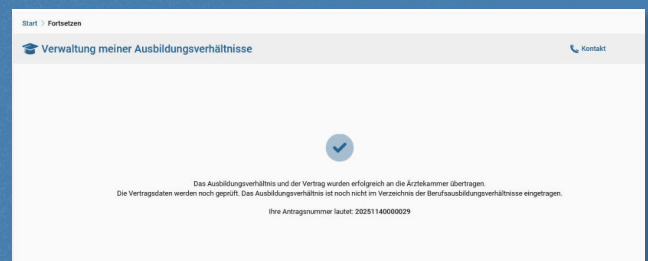 Start > Fortsetzen
Verwaltung meiner Ausbildungsverhältnisse
Kontakt
Das Ausbildungsverhältnis und der Vertrag wurden erfolgreich an die Ärztekammer übertragen.
Die Vertragsdaten werden noch geprüft. Das Ausbildungsverhältnis ist noch nicht im Verzeichnis der Berufsausbildungsverhältnisse eingetragen.
Ihre Antragsnummer lautet: 20251140000029